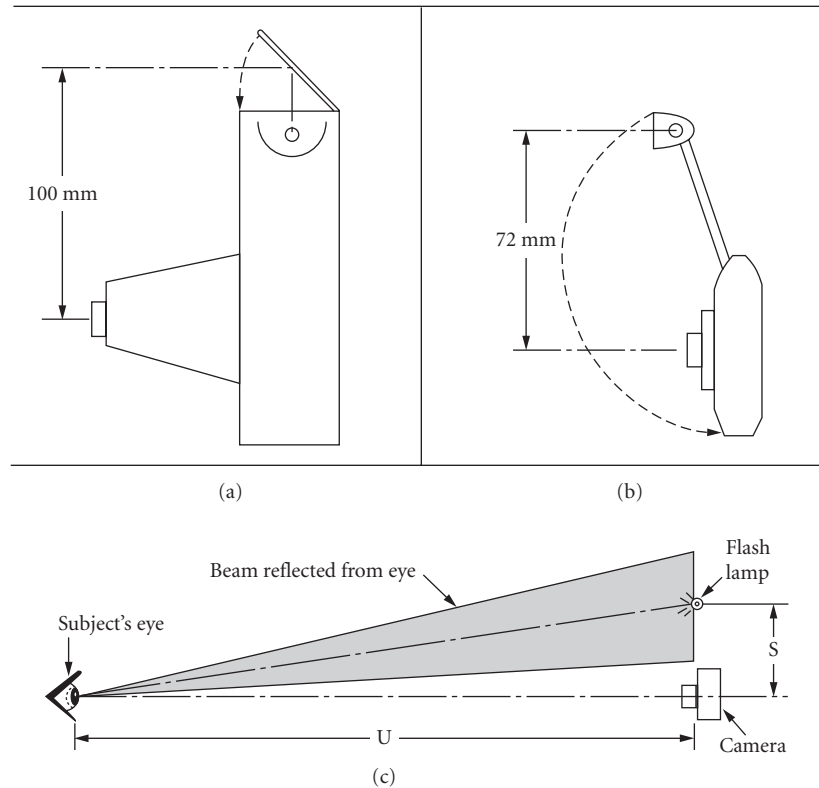 100 mm
72 mm
(a)
(b)
Beam reflected from eye
Flash
lamp
Subject's eye
S
U
Camera
(c)